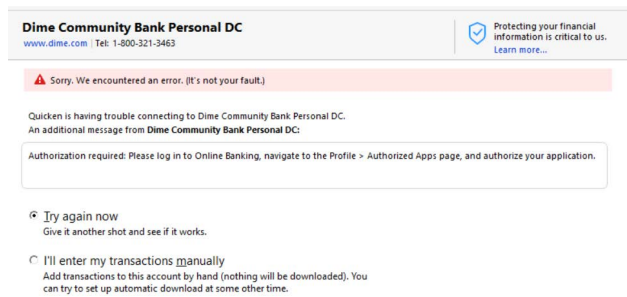 Dime Community Bank Personal DC
www.dime.com | Tel: 1-800-321-3463
Protecting your financial
information is critical to us.
Learn more...
Sorry. We encountered an error. (It's not your fault.)
Quicken is having trouble connecting to Dime Community Bank Personal DC.
An additional message from Dime Community Bank Personal DC:
Authorization required: Please log in to Online Banking, navigate to the Profile > Authorized Apps page, and authorize your application.
Try again now
Give it another shot and see if it works.
I'll enter my transactions manually
Add transactions to this account by hand (nothing will be downloaded). You
can try to set up automatic download at some other time.